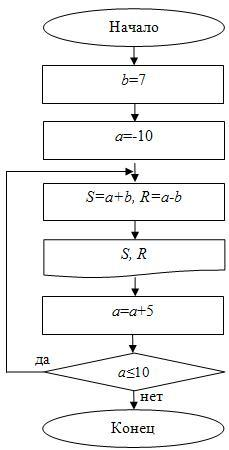 Начало
b=7
a=-10
S=a+b, R=a-b
S, R
a=a+5
да
a≤10
нет
Конец